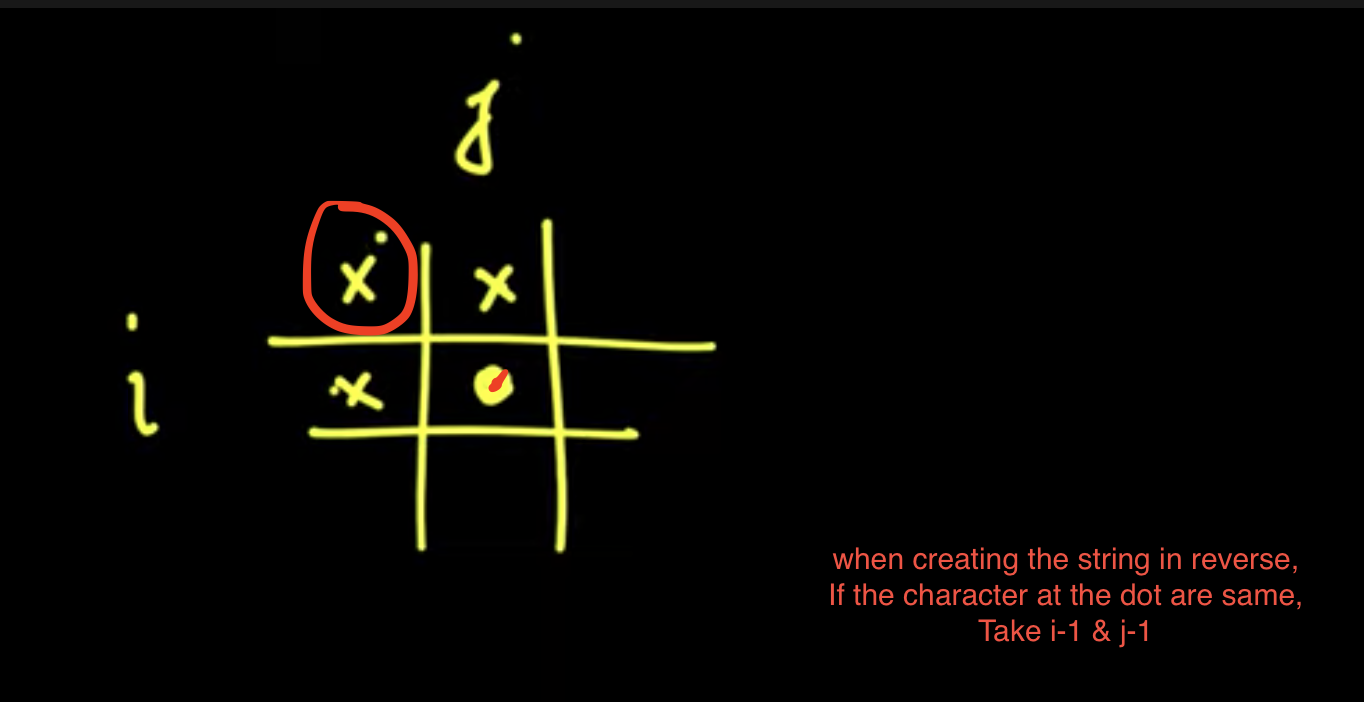 j
x x
i
x
when creating the string in reverse,
If the character at the dot are same,
Take i-1 & j-1